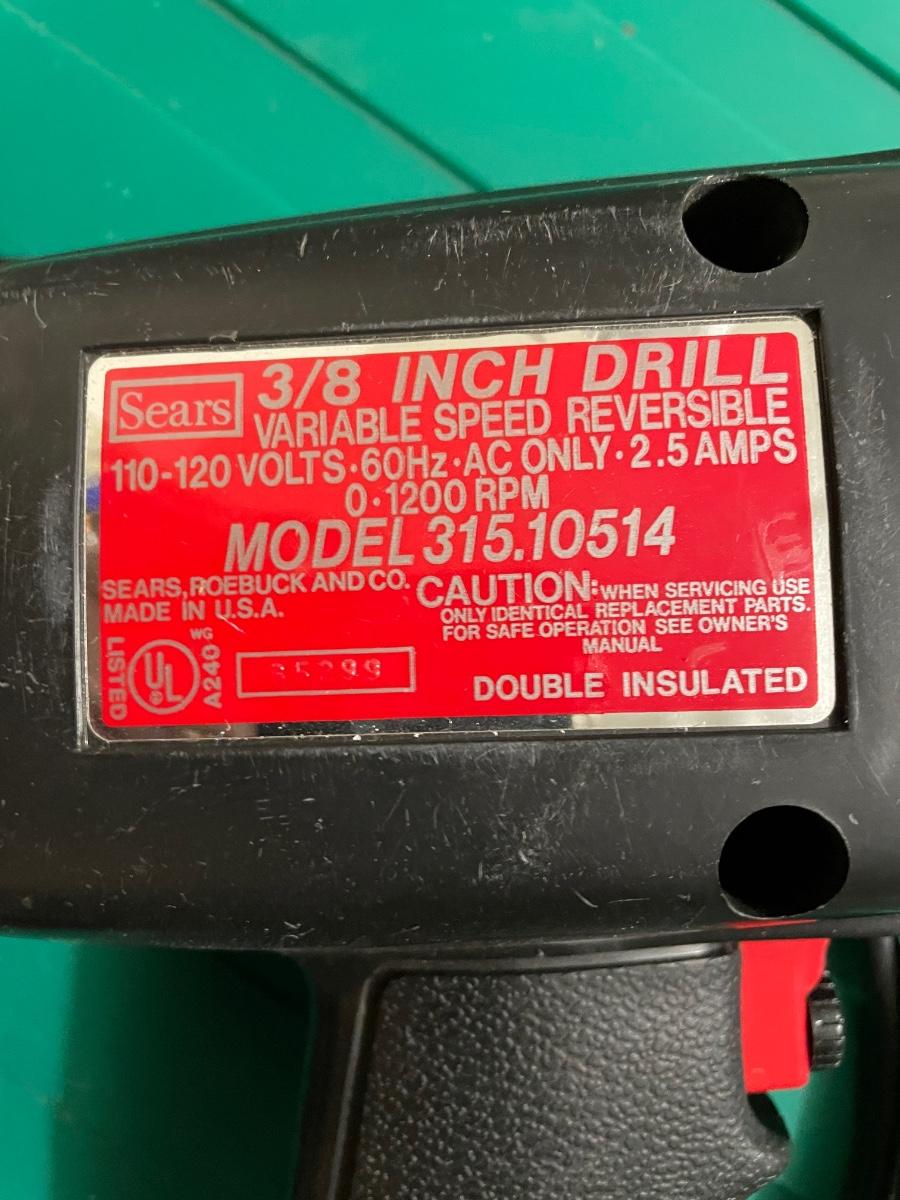 Sears
3/8 INCH DRILL
VARIABLE SPEED REVERSIBLE
110-120 VOLTS·60Hz·AC ONLY·2.5 AMPS
0·1200 RPM
MODEL 315.10514
SEARS, ROEBUCK AND CO.
MADE IN U.S.A.
CAUTION: WHEN SERVICING USE
ONLY IDENTICAL REPLACEMENT PARTS.
FOR SAFE OPERATION SEE OWNER'S
MANUAL
LISTED
UL
®
A240
WG
DOUBLE INSULATED